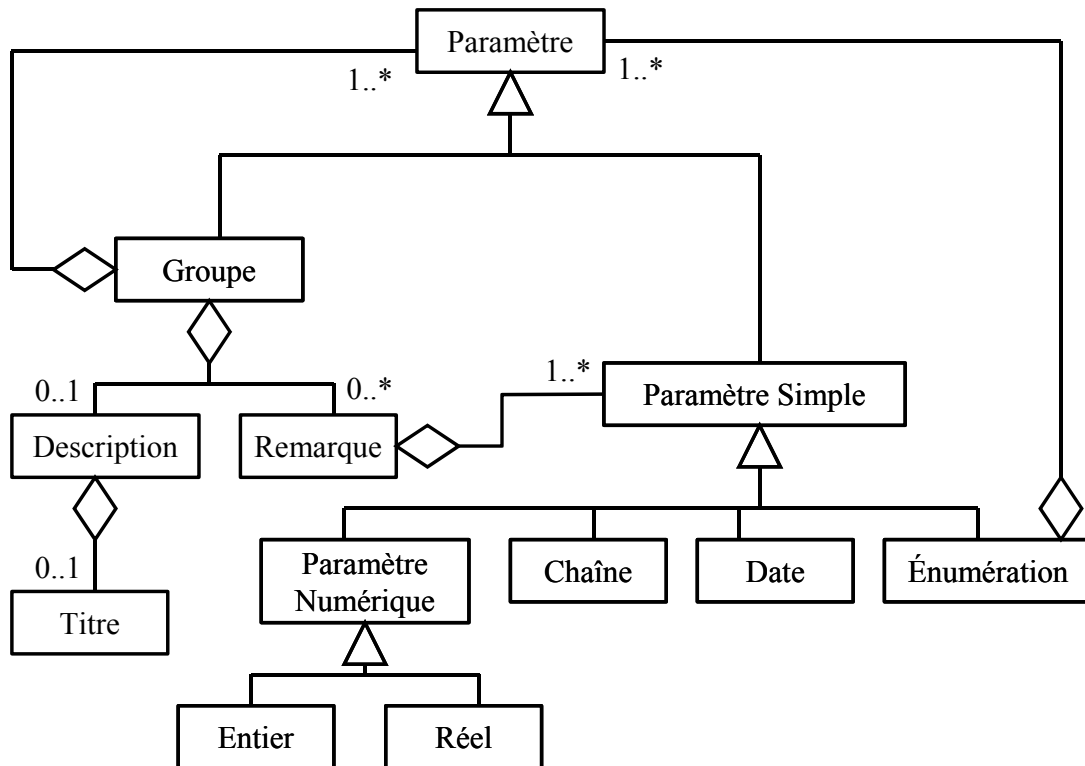 Paramètre
1..*
1..*
Groupe
0..1
0..*
1..*
Paramètre Simple
Description
Remarque
Paramètre
Numérique
Chaîne
Date
Énumération
0..1
Titre
Entier
Réel